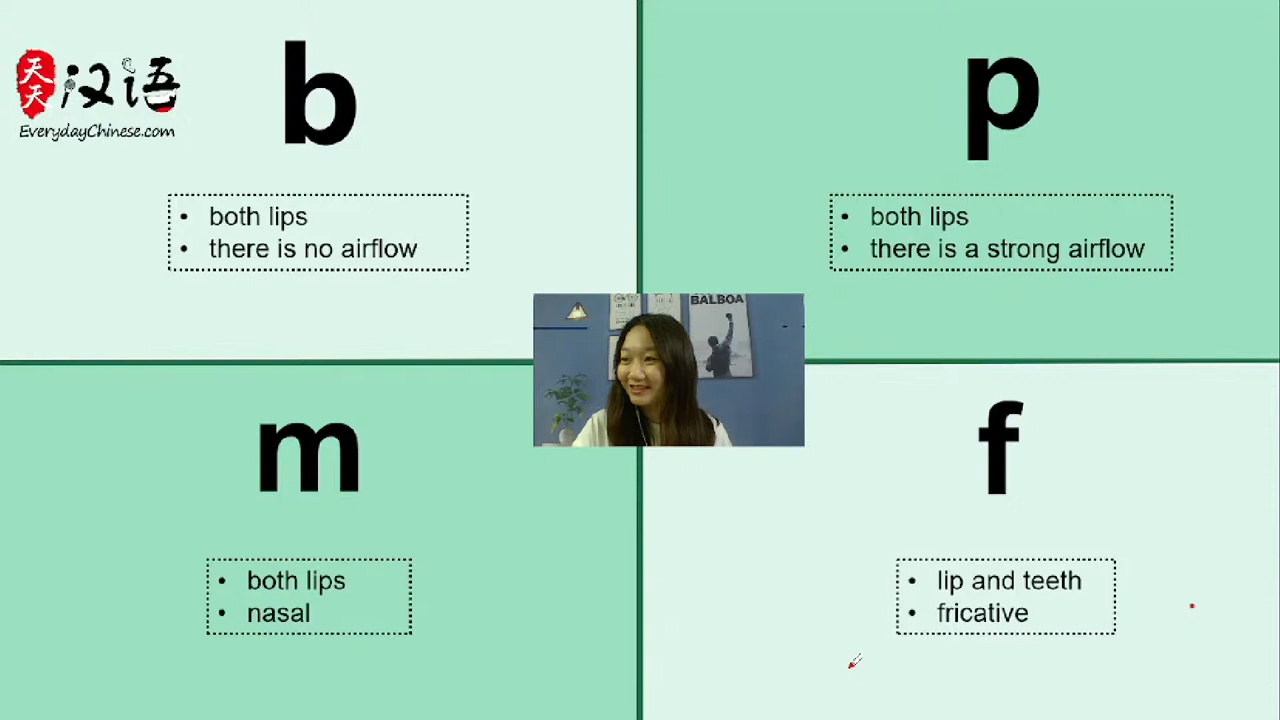 天天 汉语
EverydayChinese.com
b
• both lips
• there is no airflow
p
• both lips
• there is a strong airflow
BALBOA
m
• both lips
• nasal
f
• lip and teeth
• fricative